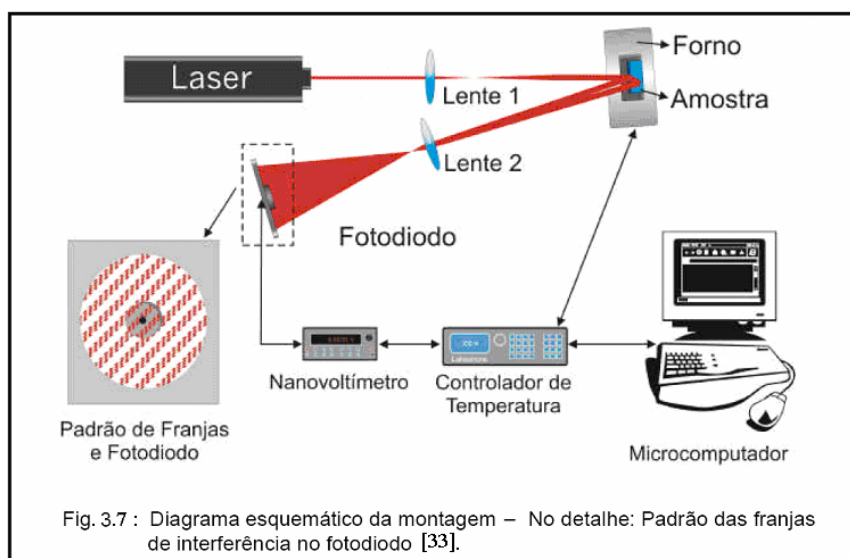 Laser
Lente 1
Forno
Amostra
Lente 2
Fotodiodo
Nanovoltímetro
Controlador de
Temperatura
Padrão de Franjas
e Fotodiodo
Microcomputador
Fig. 3.7 : Diagrama esquemático da montagem – No detalhe: Padrão das franjas
de interferência no fotodiodo [33].